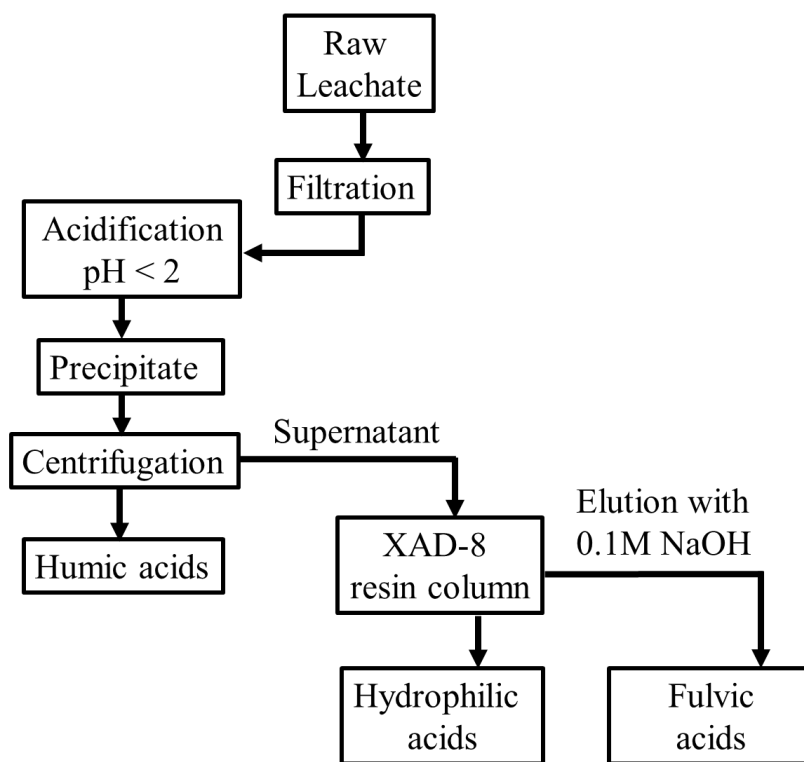 Raw
Leachate
Filtration
Acidification
pH < 2
Precipitate
Centrifugation
Supernatant
Humic acids
XAD-8
resin column
Elution with
0.1M NaOH
Hydrophilic
acids
Fulvic
acids